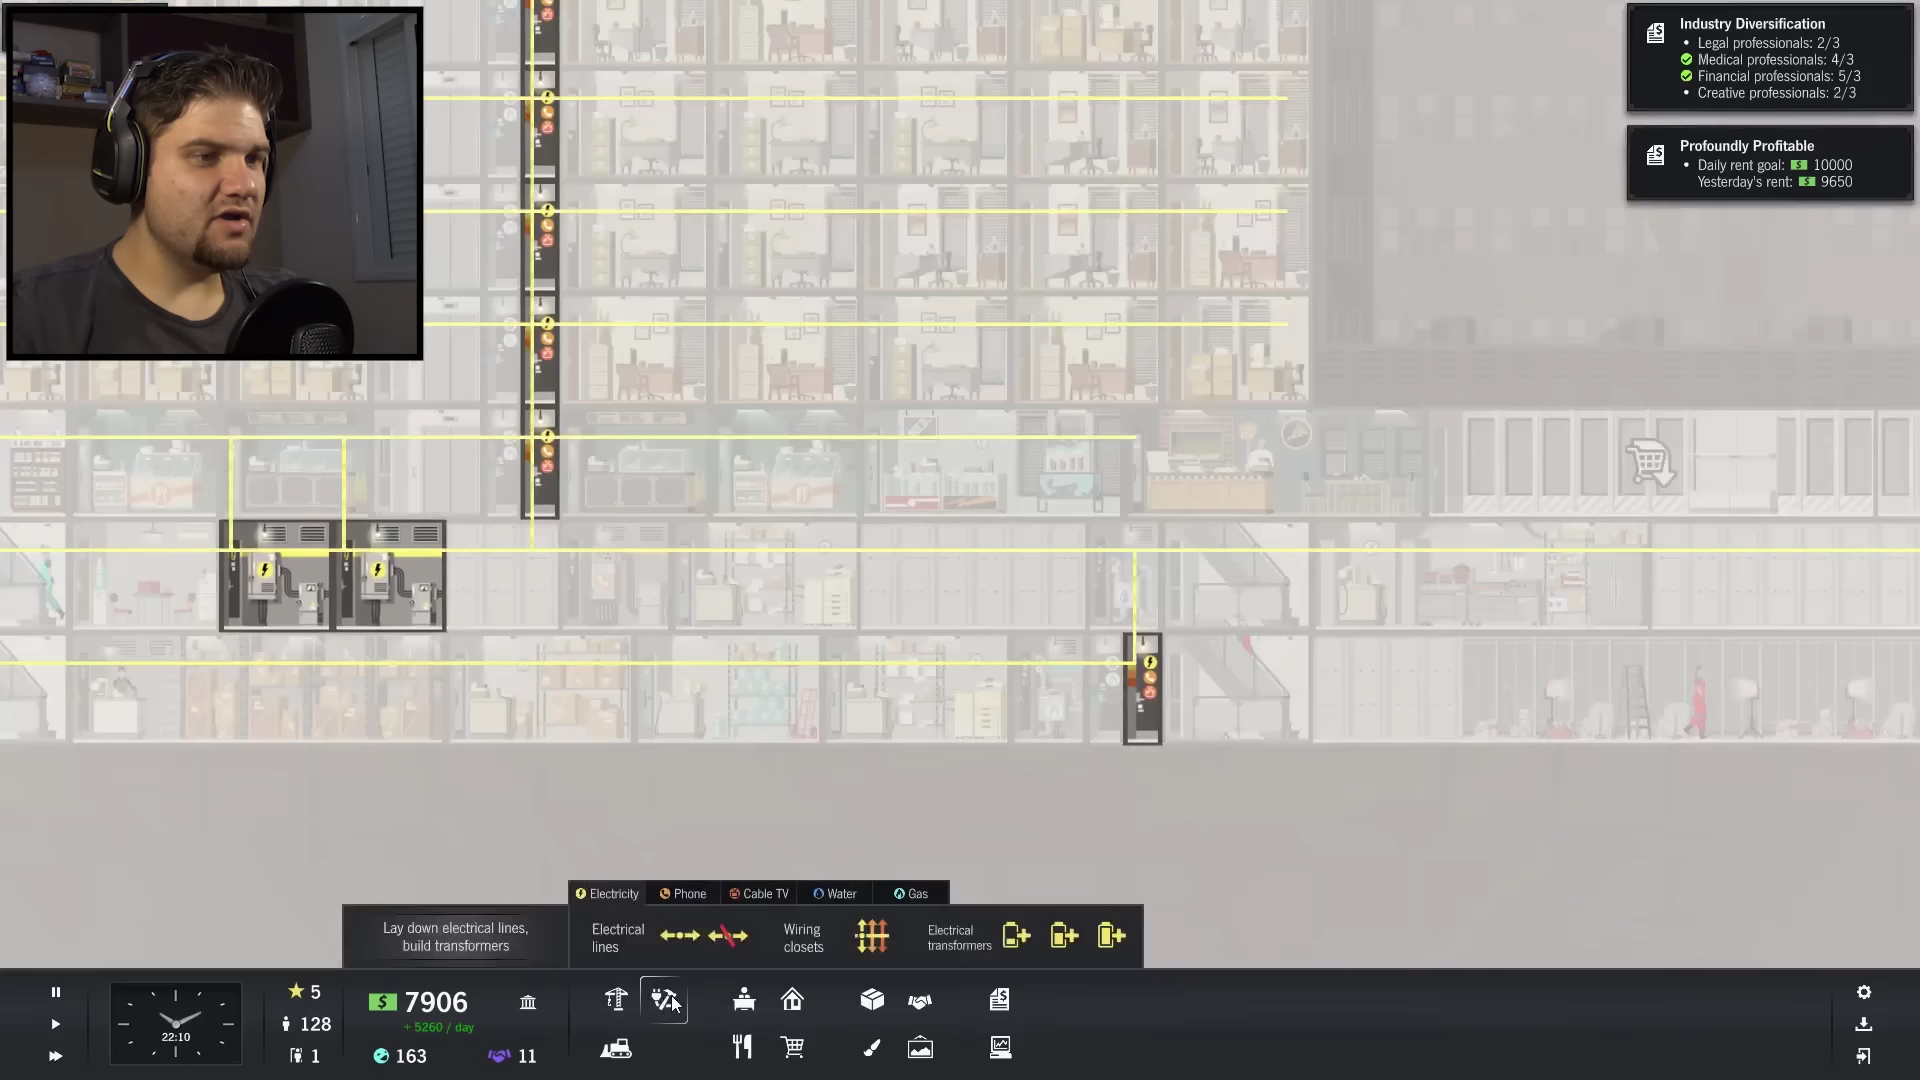 Industry Diversification
• Legal professionals: 2/3
Medical professionals: 4/3
Financial professionals: 5/3
• Creative professionals: 2/3
Profoundly Profitable
• Daily rent goal: $ 10000
Yesterday's rent: $ 9650
Electricity
Phone
Cable TV
Water
Gas
Lay down electrical lines,
build transformers
Electrical
lines
Wiring
closets
Electrical
transformers
22:10
5
128
1
$ 7906
+ 5260 / day
163
11